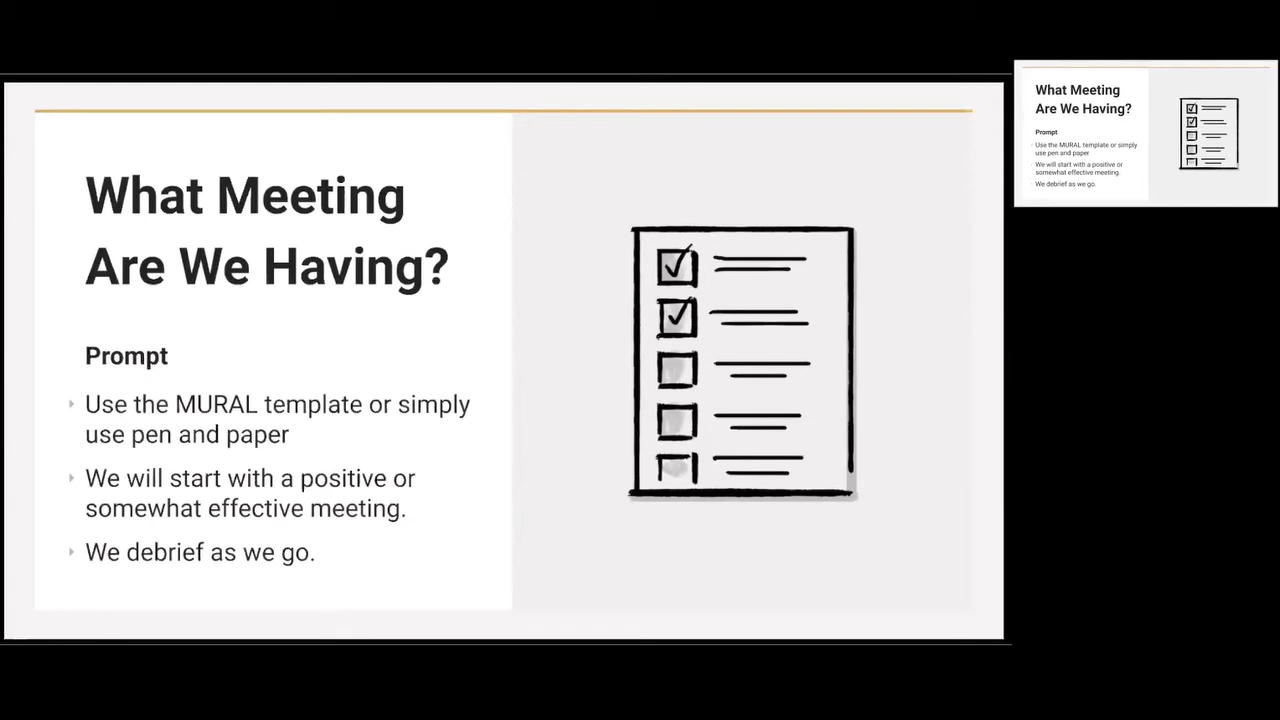 What Meeting
Are We Having?
Prompt
Use the MURAL template or simply
use pen and paper
We will start with a positive or
somewhat effective meeting.
We debrief as we go.
What Meeting
Are We Having?
Prompt
Use the MURAL template or simply
use pen and paper
We will start with a positive or
somewhat effective meeting.
We debrief as we go.